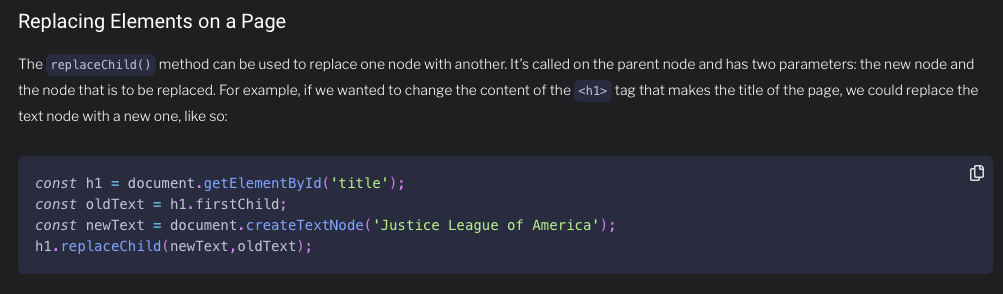 Replacing Elements on a Page
The replaceChild() method can be used to replace one node with another. It’s called on the parent node and has two parameters: the new node and
the node that is to be replaced. For example, if we wanted to change the content of the <h1> tag that makes the title of the page, we could replace the
text node with a new one, like so:
const h1 = document.getElementById('title');
const oldText = h1.firstChild;
const newText = document.createTextNode('Justice League of America');
h1.replaceChild(newText,oldText);